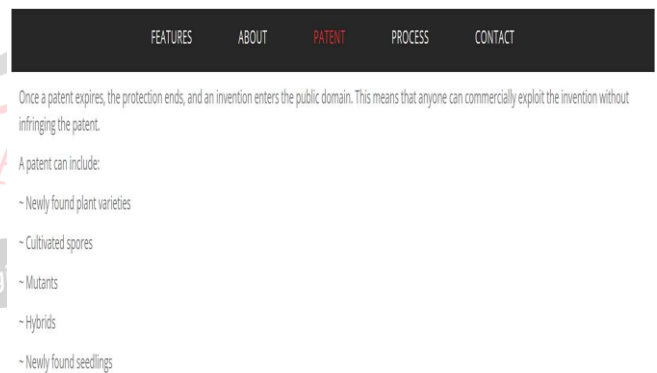 FEATURES ABOUT PATENT PROCESS CONTACT
Once a patent expires, the protection ends, and an invention enters the public domain. This means that anyone can commercially exploit the invention without
infringing the patent.
A patent can include:
~ Newly found plant varieties
~ Cultivated spores
~ Mutants
~ Hybrids
~ Newly found seedlings